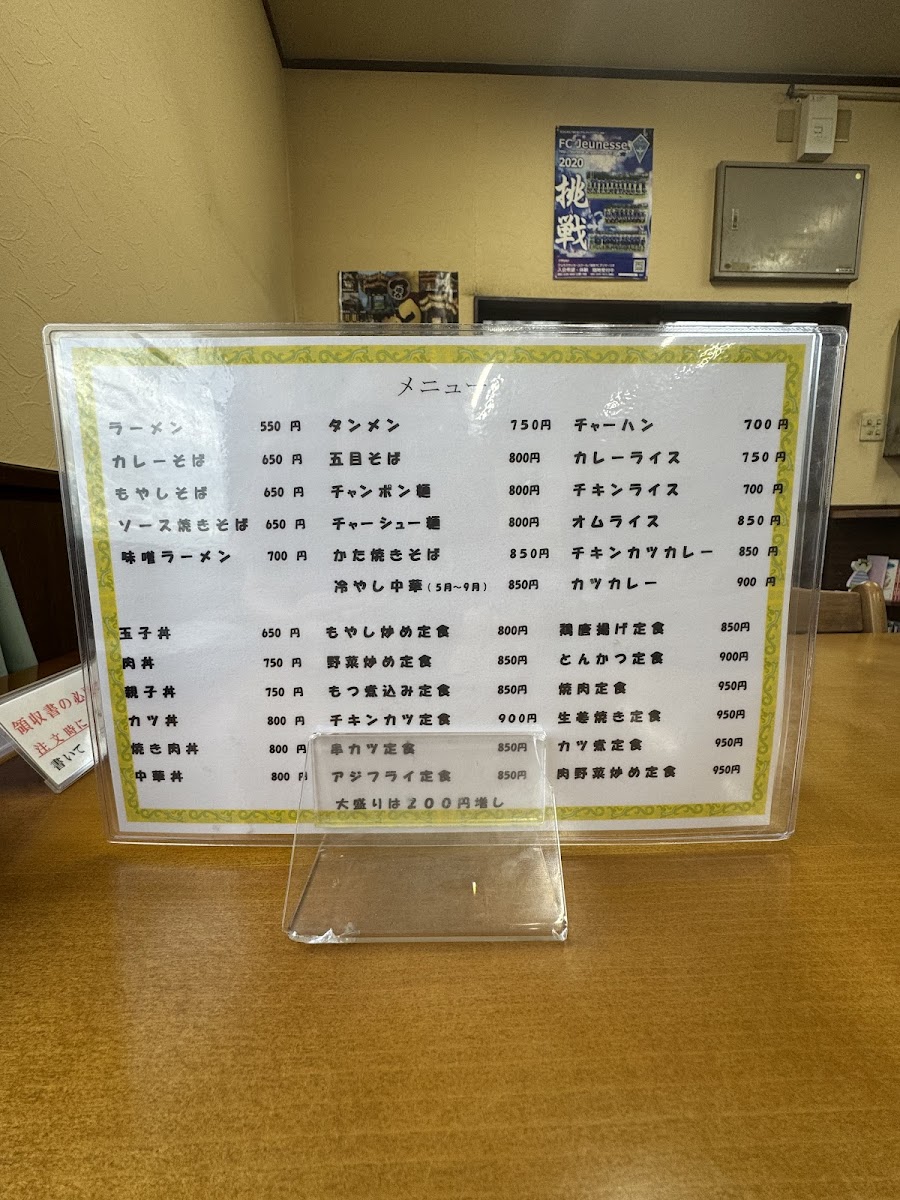 FC Jeunesse
2020
挑戦
メニュー
ラーメン 550 円
カレーそば 650 円
もやしそば 650 円
ソース焼きそば 650 円
味噌ラーメン 700 円
タンメン 750円
五目そば 800円
チャンポン麺 800円
チャーシュー麺 800円
かた焼きそば 850円
冷やし中華(5月～9月) 850円
チャーハン 700円
カレーライス 750円
チキンライス 700 円
オムライス 850円
チキンカツカレー 850 円
カツカレー 900 円
玉子丼 650 円
肉丼 750 円
親子丼 750 円
カツ丼 800 円
焼き肉丼 800 円
中華丼 800 円
もやし炒め定食 800円
野菜炒め定食 850円
もつ煮込み定食 850円
チキンカツ定食 900円
串カツ定食 850円
アジフライ定食 850円
大盛りは200円増し
鶏唐揚げ定食 850円
とんかつ定食 900円
焼肉定食 950円
生姜焼き定食 950円
カツ煮定食 950円
肉野菜炒め定食 950円
領収書の必
注文時に
書いて